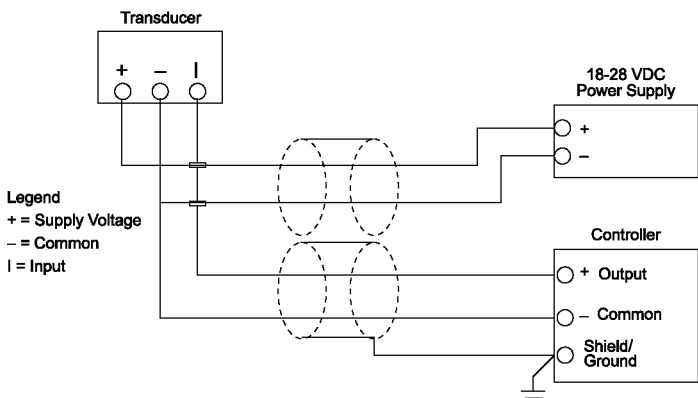 Transducer
+ – I
18-28 VDC
Power Supply
+
–
Legend
+ = Supply Voltage
– = Common
I = Input
Controller
+ Output
– Common
Shield/
Ground